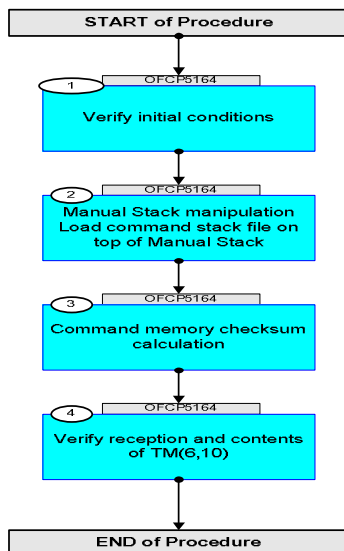 START of Procedure
OFCP5164
1
Verify initial conditions
OFCP5164
2
Manual Stack manipulation
Load command stack file on
top of Manual Stack
OFCP5164
3
Command memory checksum
calculation
OFCP5164
4
Verify reception and contents
of TM(6,10)
END of Procedure